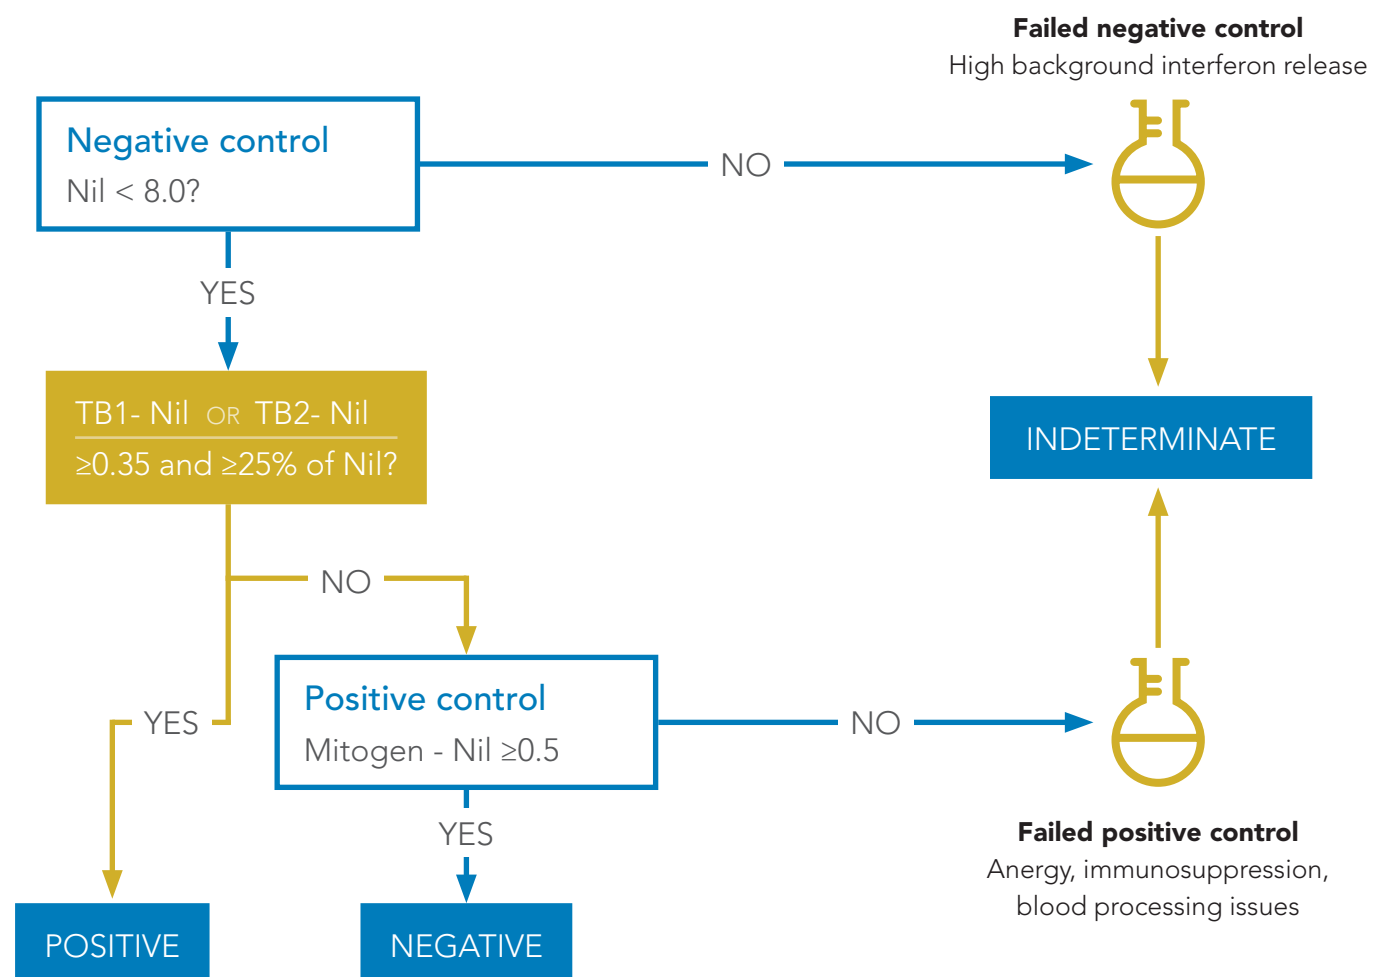 Failed negative control
High background interferon release
Negative control
Nil < 8.0?
NO
YES
TB1- Nil OR TB2- Nil
≥0.35 and ≥25% of Nil?
INDETERMINATE
NO
Positive control
Mitogen - Nil ≥0.5
YES
NO
YES
Failed positive control
Anergy, immunosuppression,
blood processing issues
POSITIVE
NEGATIVE